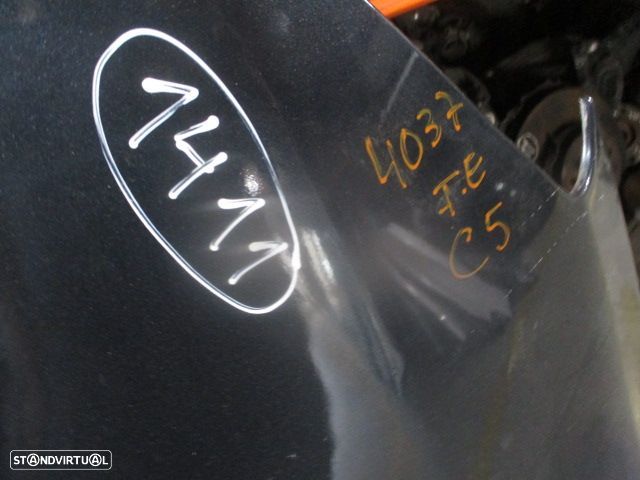 1411
4037
T.E
C5
STANDVIRTUAL